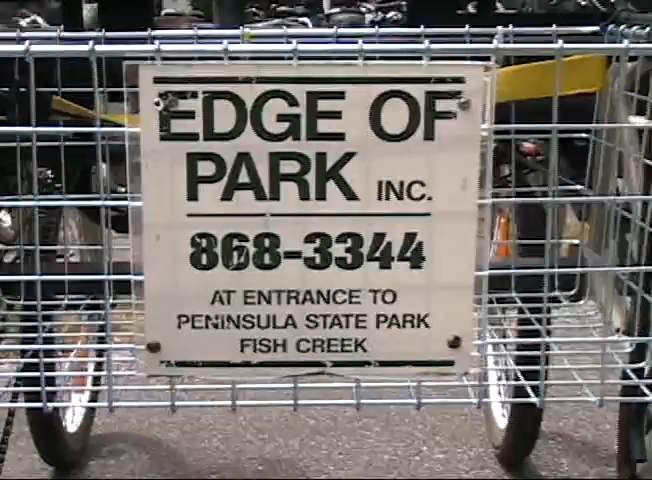 EDGE OF
PARK INC.
868-3344
AT ENTRANCE TO
PENINSULA STATE PARK
FISH CREEK